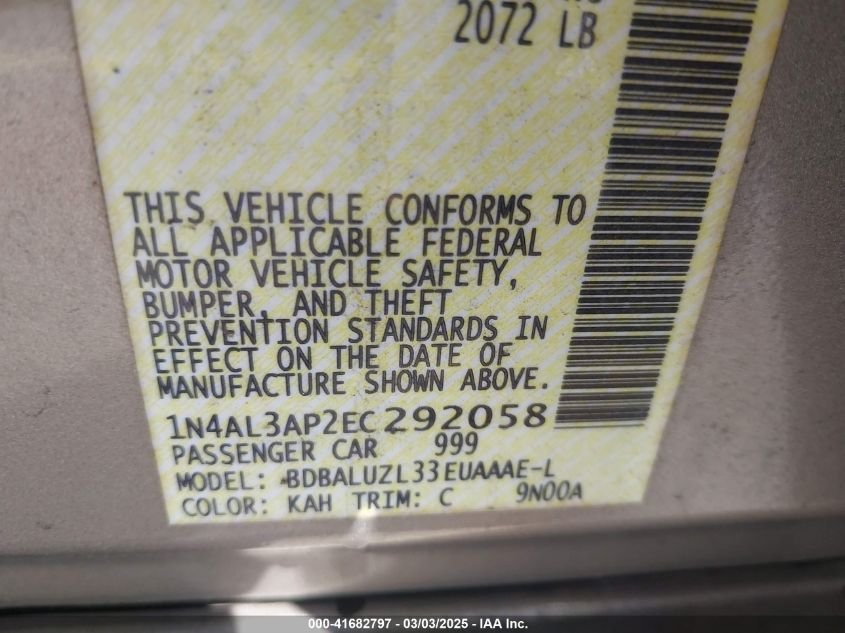 2072 LB
THIS VEHICLE CONFORMS TO
ALL APPLICABLE FEDERAL
MOTOR VEHICLE SAFETY,
BUMPER, AND THEFT
PREVENTION STANDARDS IN
EFFECT ON THE DATE OF
MANUFACTURE SHOWN ABOVE.
1N4AL3AP2EC292058
PASSENGER CAR 999
MODEL: BDBALUZL33EUAAAE-L
COLOR: KAH TRIM: C 9N00A
000-41682797 - 03/03/2025 - IAA Inc.